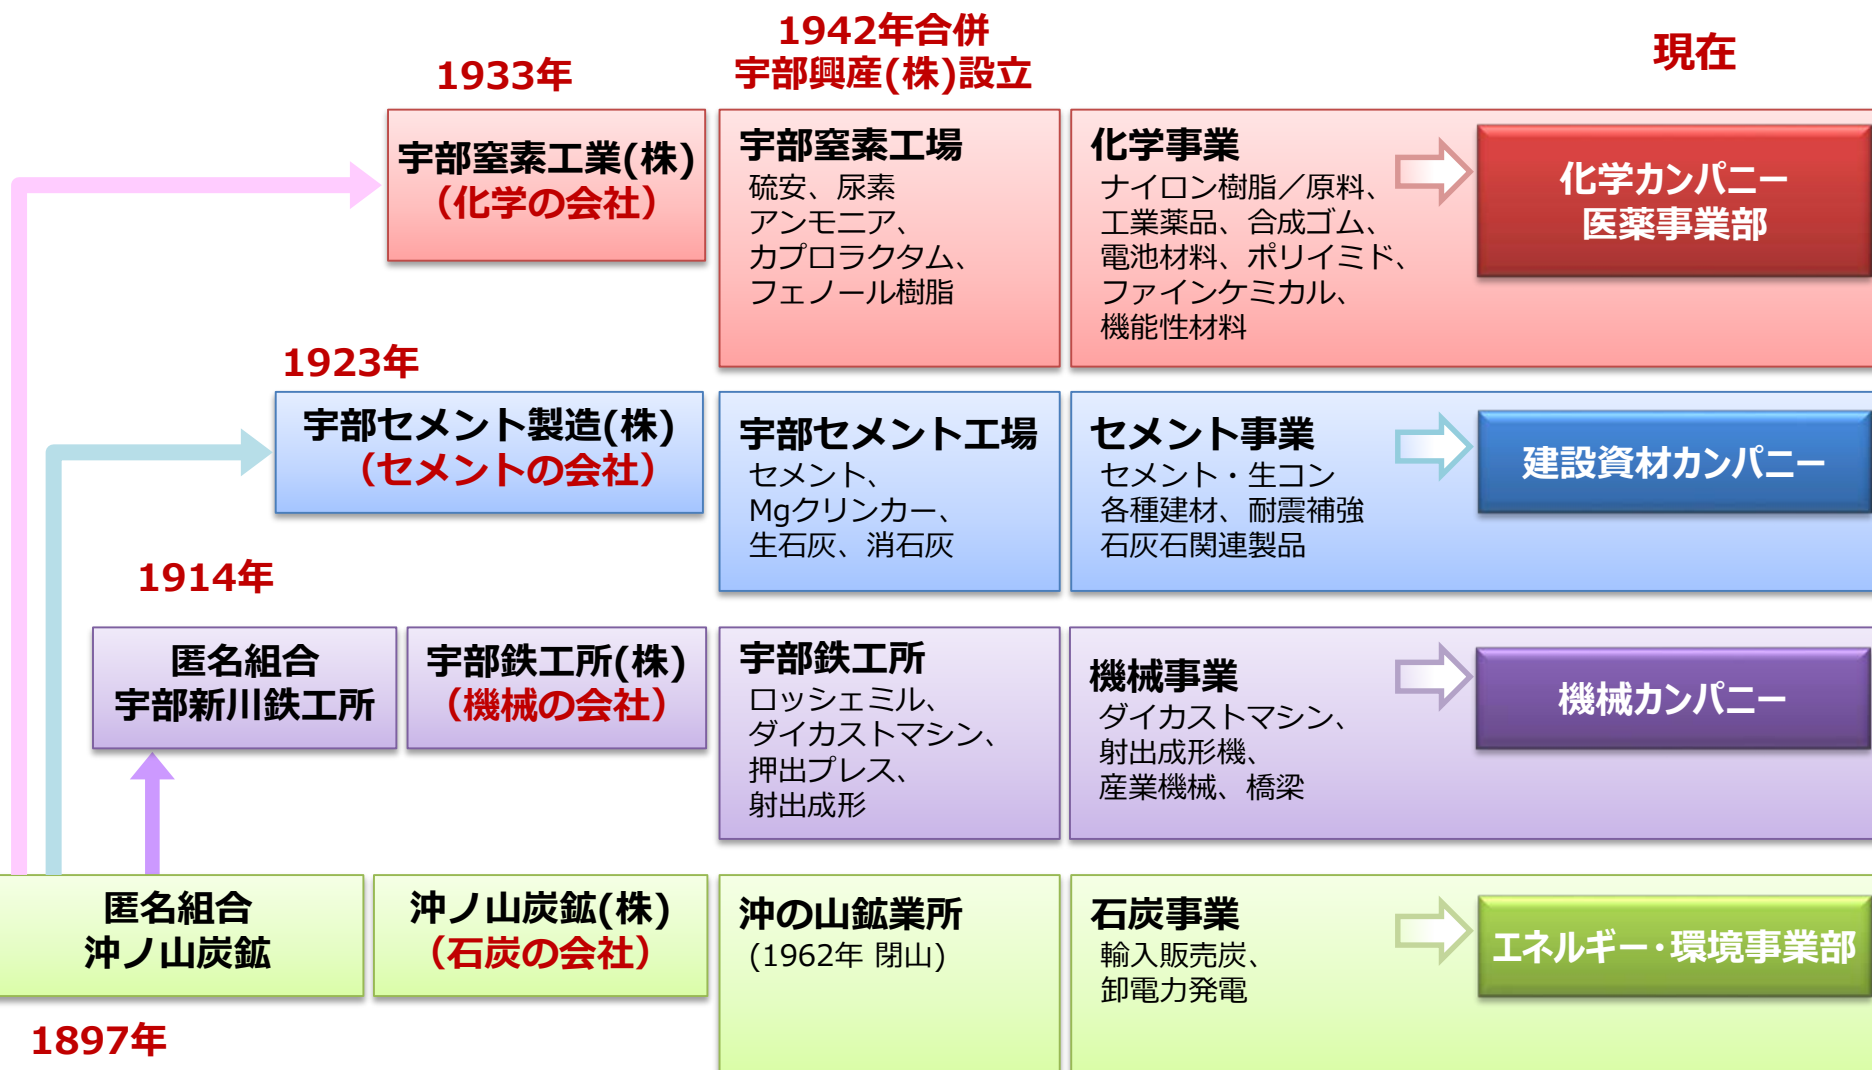 1942年合併
宇部興産(株)設立
現在
1933年
宇部窒素工業(株)
（化学の会社）
宇部窒素工場
硫安、尿素
アンモニア、
カプロラクタム、
フェノール樹脂
化学事業
ナイロン樹脂／原料、
工業薬品、合成ゴム、
電池材料、ポリイミド、
ファインケミカル、
機能性材料
化学カンパニー
医薬事業部
1923年
宇部セメント製造(株)
（セメントの会社）
宇部セメント工場
セメント、
Mgクリンカー、
生石灰、消石灰
セメント事業
セメント・生コン
各種建材、耐震補強
石灰石関連製品
建設資材カンパニー
1914年
匿名組合
宇部新川鉄工所
宇部鉄工所(株)
（機械の会社）
宇部鉄工所
ロッシェミル、
ダイカストマシン、
押出プレス、
射出成形
機械事業
ダイカストマシン、
射出成形機、
産業機械、橋梁
機械カンパニー
匿名組合
沖ノ山炭鉱
沖ノ山炭鉱(株)
（石炭の会社）
沖の山鉱業所
(1962年 閉山)
石炭事業
輸入販売炭、
卸電力発電
エネルギー・環境事業部
1897年